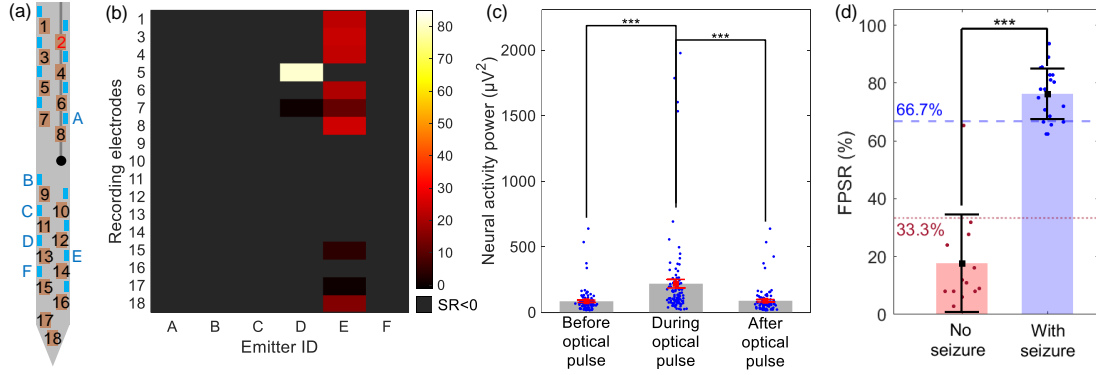 (a)
1
2
3
4
5
6
7
A
8
B
9
C
10
11
D
12
13
E
F
14
15
16
17
18
(b)
Recording electrodes
1
3
4
5
6
7
8
9
10
11
12
13
14
15
16
17
18
A B C D E F
Emitter ID
80
70
60
50
40
30
20
10
0
SR<0
(c)
Neural activity power (µV²)
2000
1500
1000
500
0
***
***
Before optical pulse
During optical pulse
After optical pulse
(d)
FPSR (%)
100
80
60
40
20
0
***
66.7%
33.3%
No seizure
With seizure